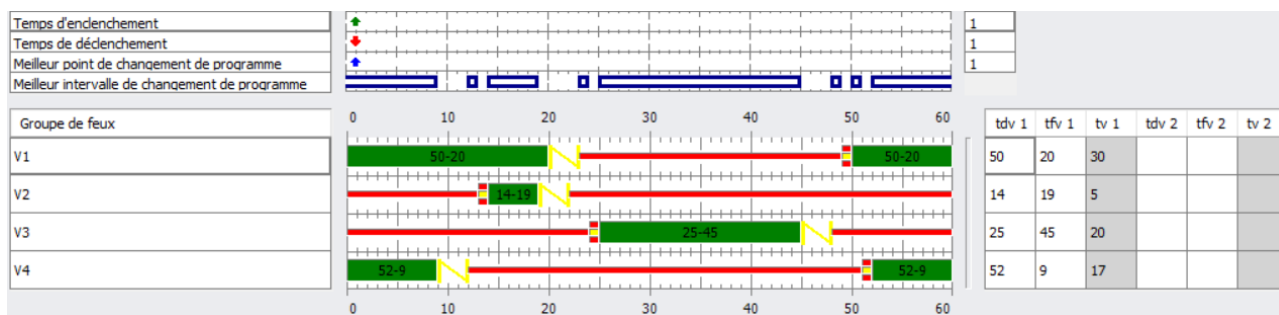 Temps d'enclenchement 1
Temps de déclenchement 1
Meilleur point de changement de programme 1
Meilleur intervalle de changement de programme
Groupe de feux 0 10 20 30 40 50 60 tdv 1 tfv 1 tv 1 tdv 2 tfv 2 tv 2
V1 50-20 50-20 50 20 30
V2 14-19 14 19 5
V3 25-45 25 45 20
V4 52-9 52-9 52 9 17
0 10 20 30 40 50 60